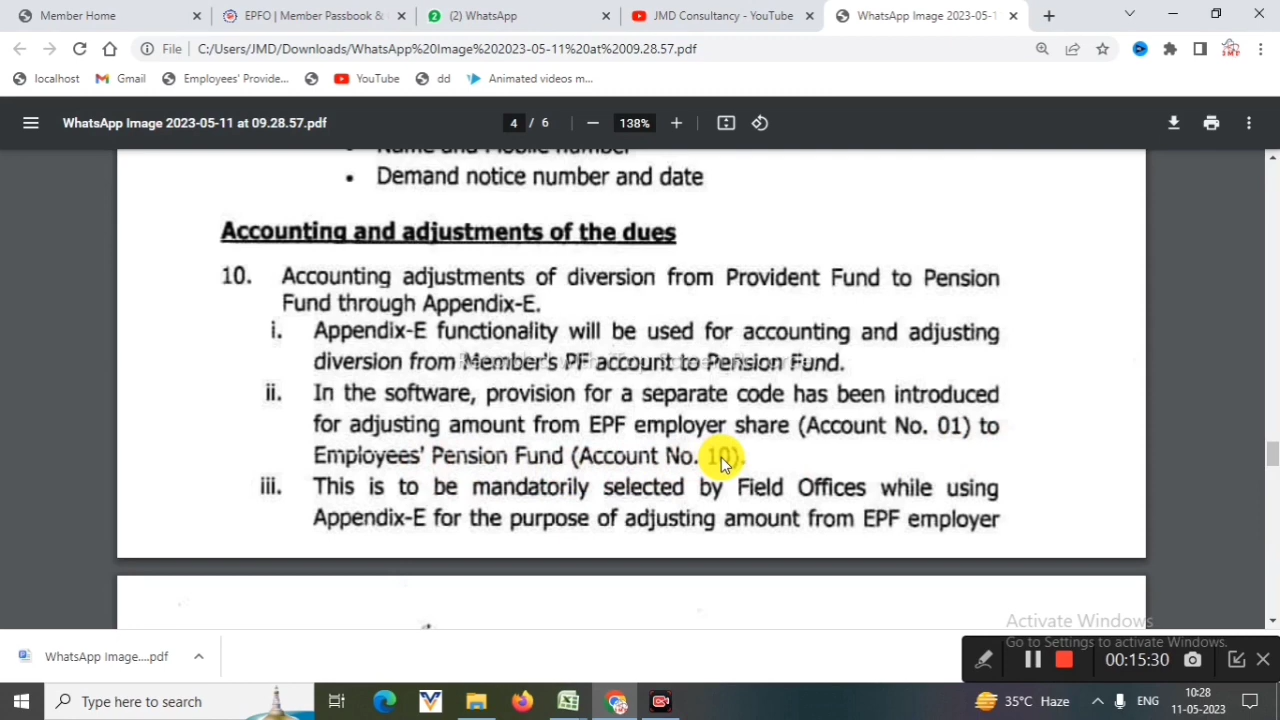 Member Home
EPFO | Member Passbook &
(2) WhatsApp
JMD Consultancy - YouTube
WhatsApp Image 2023-05-1
File
C:/Users/JMD/Downloads/WhatsApp%20Image%202023-05-11%20at%2009.28.57.pdf
localhost
Gmail
Employees' Provide...
YouTube
dd
Animated videos m...
WhatsApp Image 2023-05-11 at 09.28.57.pdf
4 / 6
138%
Name and Mobile number
• Demand notice number and date
Accounting and adjustments of the dues
10. Accounting adjustments of diversion from Provident Fund to Pension
Fund through Appendix-E.
i. Appendix-E functionality will be used for accounting and adjusting
diversion from Member's PF account to Pension Fund.
ii. In the software, provision for a separate code has been introduced
for adjusting amount from EPF employer share (Account No. 01) to
Employees' Pension Fund (Account No. 10).
iii. This is to be mandatorily selected by Field Offices while using
Appendix-E for the purpose of adjusting amount from EPF employer
Activate Windows
Go to Settings to activate Windows.
WhatsApp Image....pdf
00:15:30
Type here to search
35°C Haze
ENG
10:28
11-05-2023